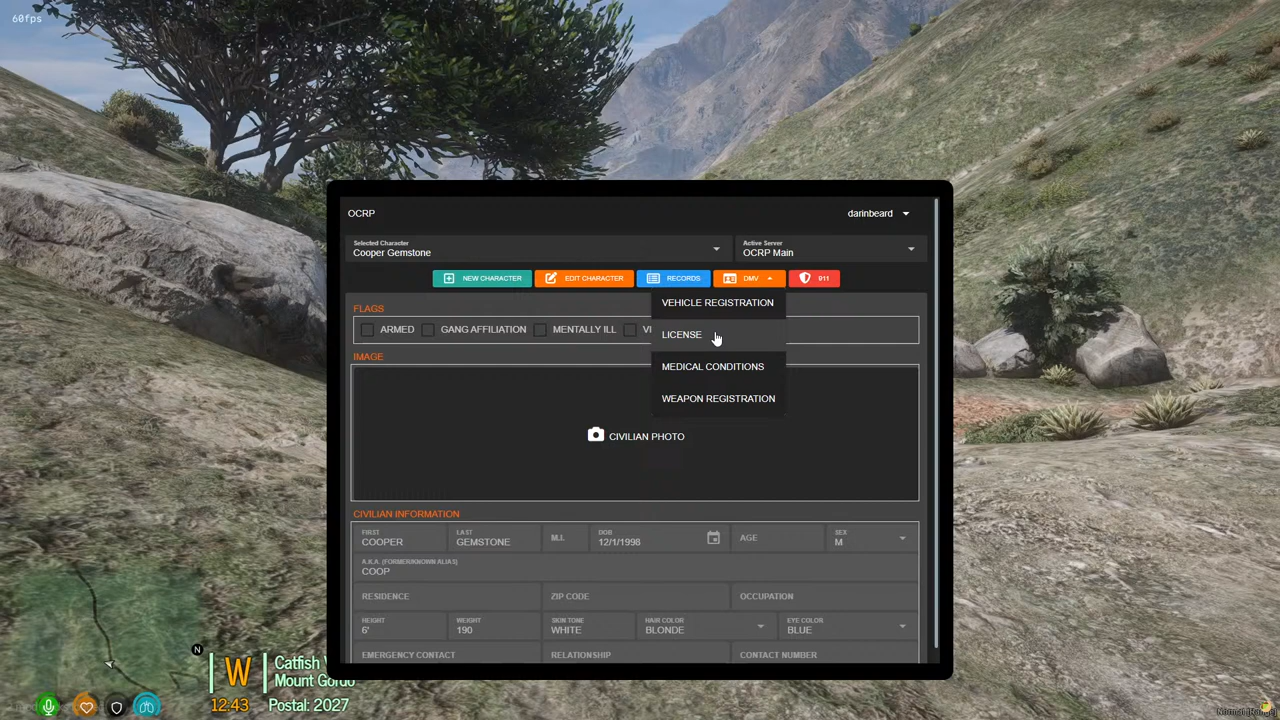 60fps
OCRP
darinbeard
Selected Character
Cooper Gemstone
Active Server
OCRP Main
NEW CHARACTER
EDIT CHARACTER
RECORDS
DMV
911
VEHICLE REGISTRATION
LICENSE
MEDICAL CONDITIONS
WEAPON REGISTRATION
FLAGS
ARMED
GANG AFFILIATION
MENTALLY ILL
IMAGE
CIVILIAN PHOTO
CIVILIAN INFORMATION
FIRST
COOPER
LAST
GEMSTONE
M.I.
DOB
12/1/1998
AGE
SEX
M
A.K.A. (FORMER/KNOWN ALIAS)
COOP
RESIDENCE
ZIP CODE
OCCUPATION
HEIGHT
6'
WEIGHT
190
SKIN TONE
WHITE
HAIR COLOR
BLONDE
EYE COLOR
BLUE
EMERGENCY CONTACT
RELATIONSHIP
CONTACT NUMBER
N
W
Catfish
Mount Gordo
12:43
Postal: 2027